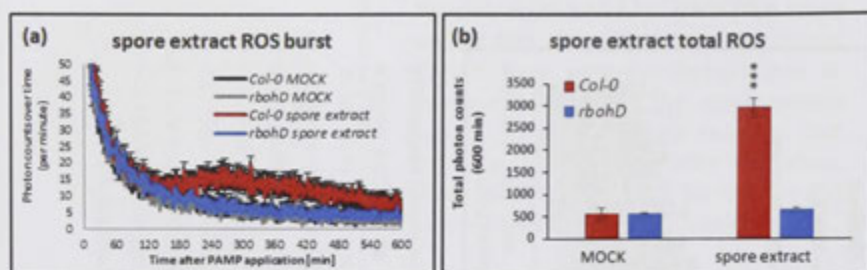 (a)
spore extract ROS burst
Photon counts over time
(per minute)
50
45
40
35
30
25
20
15
10
5
0
Col-0 MOCK
rbohD MOCK
Col-0 spore extract
rbohD spore extract
0 60 120 180 240 300 360 420 480 540 600
Time after PAMP application [min]
(b)
spore extract total ROS
Total photon counts
(600 min)
3500
3000
2500
2000
1500
1000
500
0
Col-0
rbohD
***
MOCK spore extract